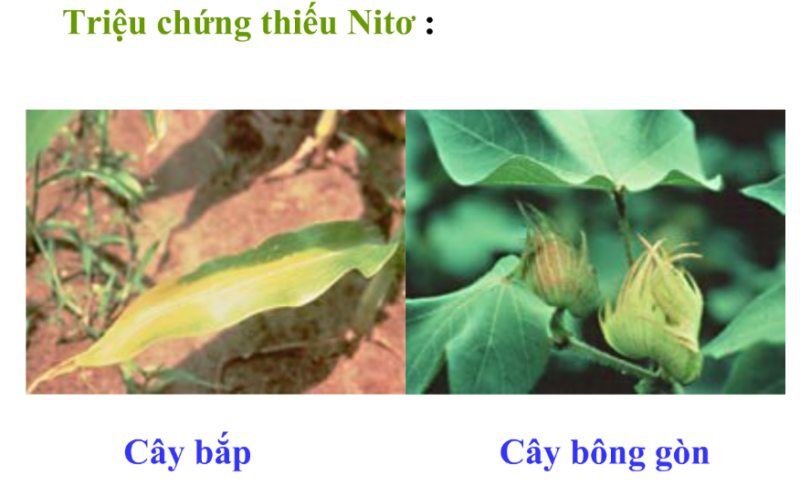 Triệu chứng thiếu Nitơ :
Cây bắp
Cây bông gòn